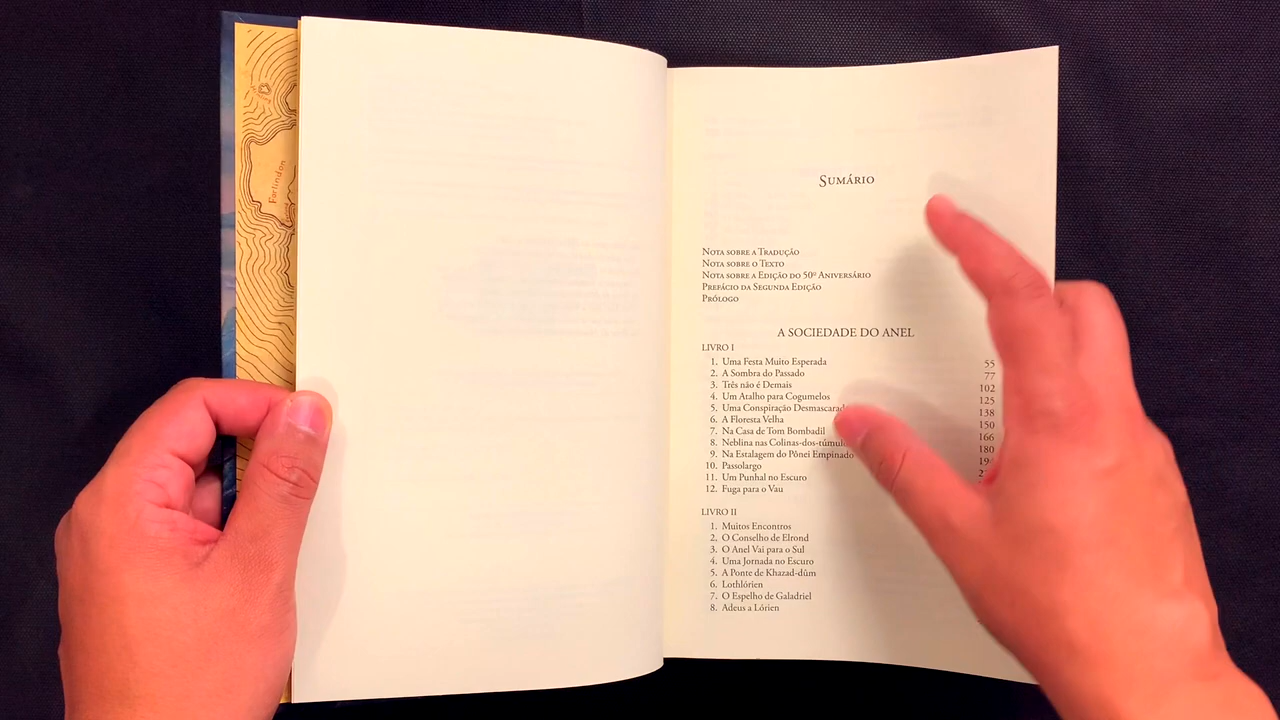 Forlindon
Sumário
Nota sobre a Tradução
Nota sobre o Texto
Nota sobre a Edição do 50º Aniversário
Prefácio da Segunda Edição
Prólogo
A SOCIEDADE DO ANEL
LIVRO I
1. Uma Festa Muito Esperada 55
2. A Sombra do Passado 77
3. Três não é Demais 102
4. Um Atalho para Cogumelos 125
5. Uma Conspiração 138
6. A Floresta Velha 150
7. Na Casa de Tom Bombadil 166
8. Neblina nas 180
9. Na Estalagem do Pônei Empinado
10. Passolargo
11. Um Punhal no Escuro
12. Fuga para o Vau
LIVRO II
1. Muitos Encontros
2. O Conselho de Elrond
3. O Anel Vai para o Sul
4. Uma Jornada no Escuro
5. A Ponte de Khazad-dûm
6. Lothlórien
7. O Espelho de Galadriel
8. Adeus a Lórien